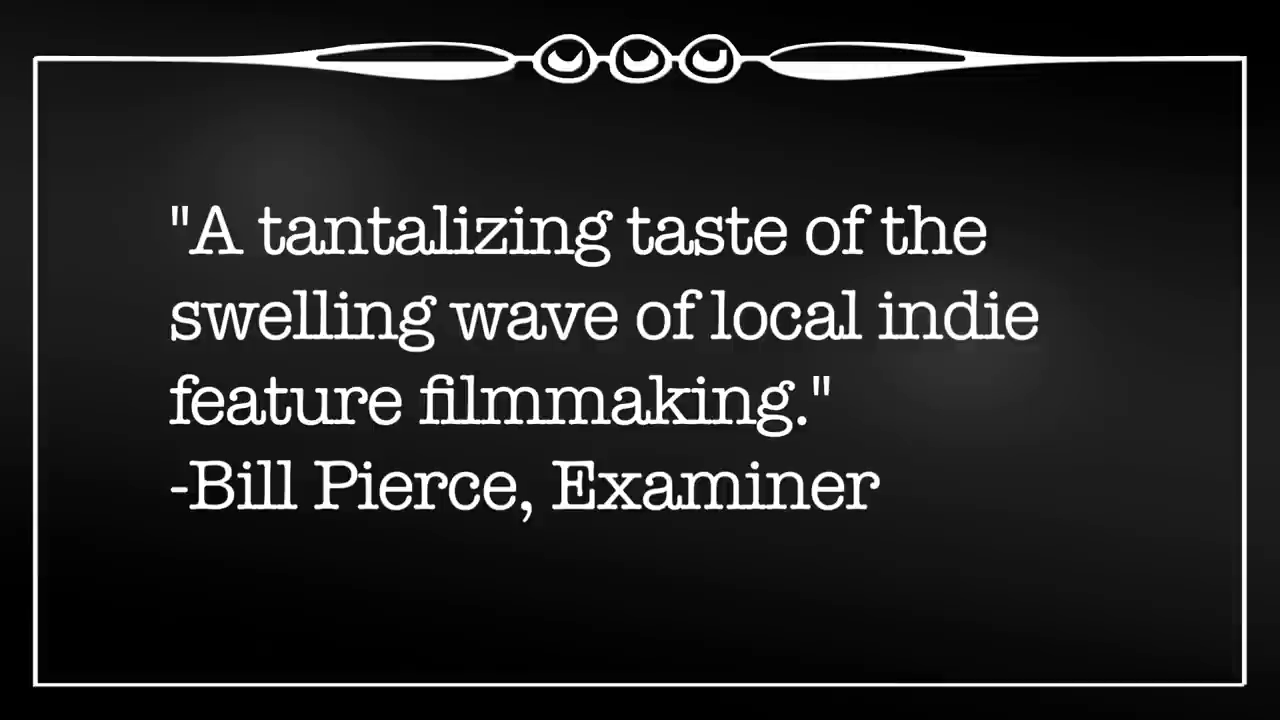 "A tantalizing taste of the
swelling wave of local indie
feature filmmaking."
-Bill Pierce, Examiner